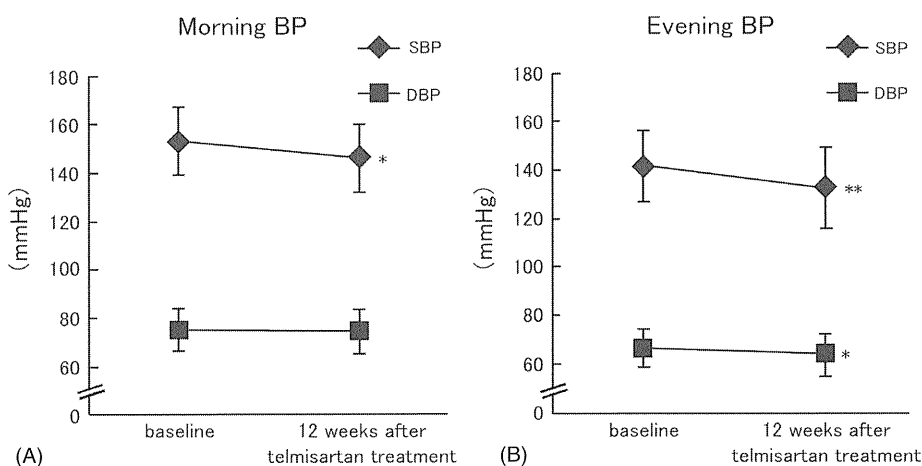 Morning BP
SBP
DBP
180
160
140
120
100
80
60
0
(mmHg)
*
baseline
12 weeks after
telmisartan treatment
(A)
Evening BP
SBP
DBP
180
160
140
120
100
80
60
0
(mmHg)
**
*
baseline
12 weeks after
telmisartan treatment
(B)